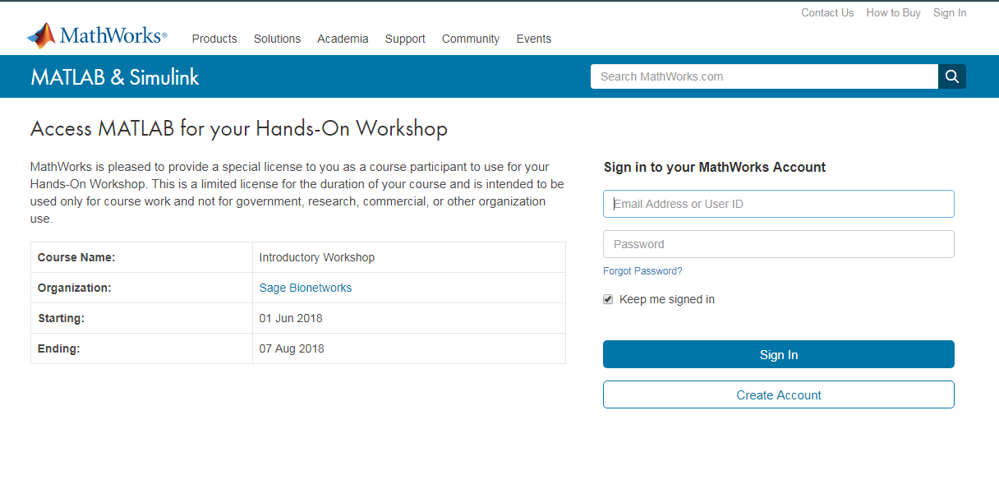 Contact Us How to Buy Sign In
MathWorks®
Products Solutions Academia Support Community Events
MATLAB & Simulink
Search MathWorks.com
Access MATLAB for your Hands-On Workshop
MathWorks is pleased to provide a special license to you as a course participant to use for your
Hands-On Workshop. This is a limited license for the duration of your course and is intended to be
used only for course work and not for government, research, commercial, or other organization
use.
Course Name: Introductory Workshop
Organization: Sage Bionetworks
Starting: 01 Jun 2018
Ending: 07 Aug 2018
Sign in to your MathWorks Account
Email Address or User ID
Password
Forgot Password?
Keep me signed in
Sign In
Create Account